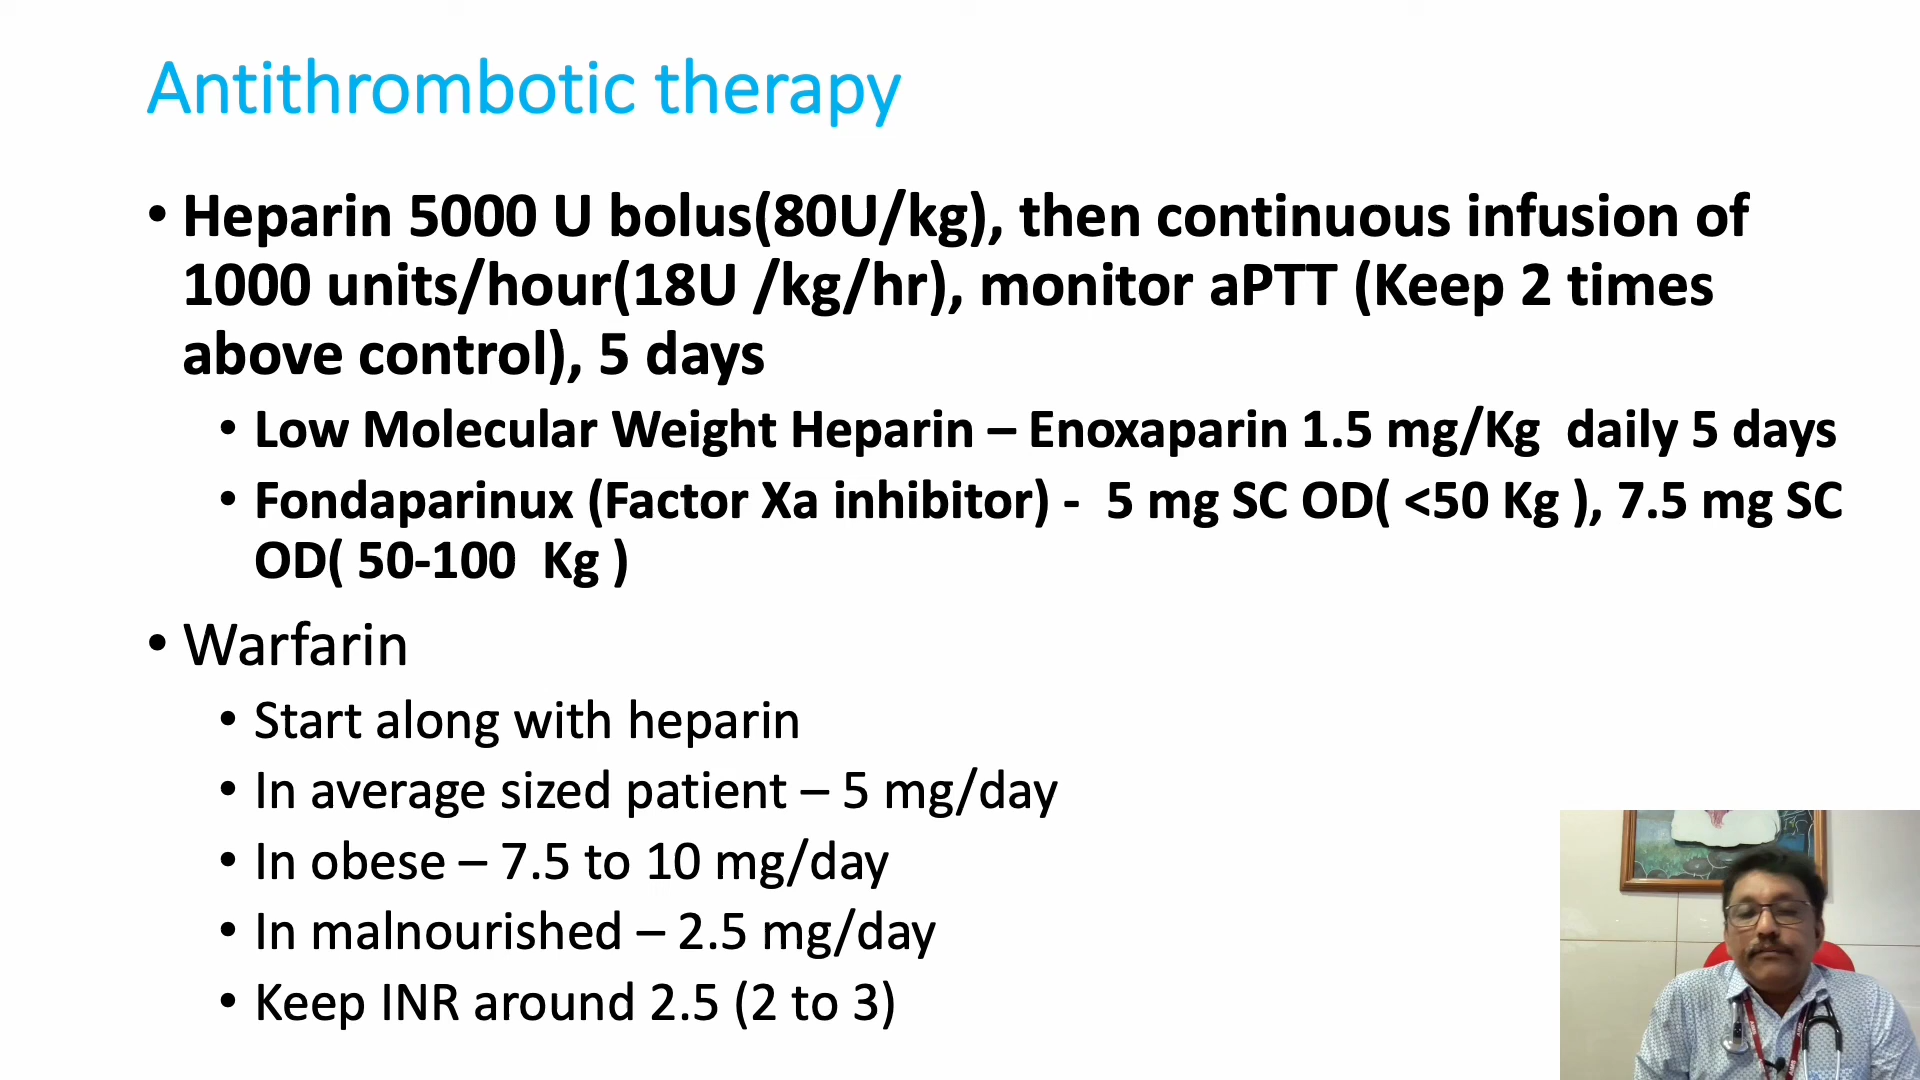 Antithrombotic therapy
• Heparin 5000 U bolus(80U/kg), then continuous infusion of
1000 units/hour(18U /kg/hr), monitor aPTT (Keep 2 times
above control), 5 days
• Low Molecular Weight Heparin – Enoxaparin 1.5 mg/Kg  daily 5 days
• Fondaparinux (Factor Xa inhibitor) -  5 mg SC OD( <50 Kg ), 7.5 mg SC
OD( 50-100  Kg )
• Warfarin
• Start along with heparin
• In average sized patient – 5 mg/day
• In obese – 7.5 to 10 mg/day
• In malnourished – 2.5 mg/day
• Keep INR around 2.5 (2 to 3)